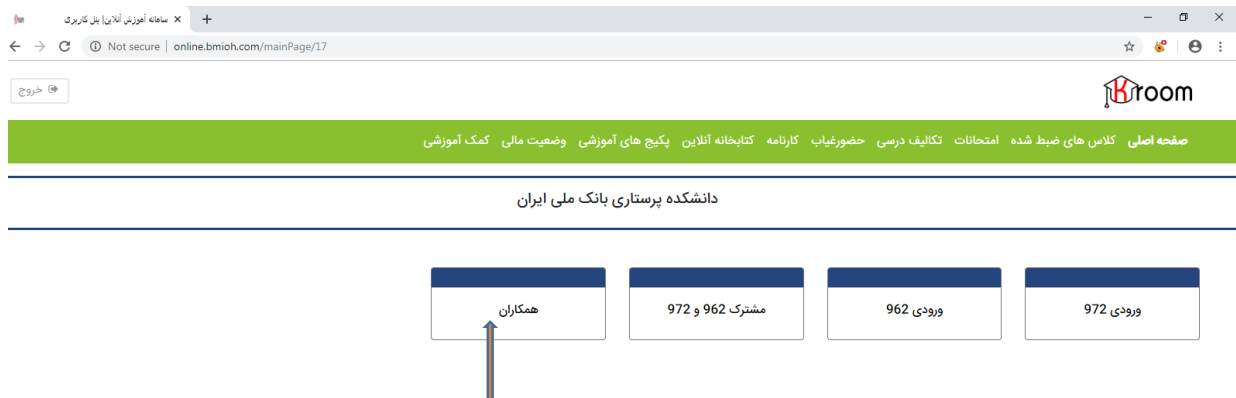 سامانه آموزش آنلاین| پنل کاربری
Not secure | online.bmioh.com/mainPage/17
خروج
Kroom
صفحه اصلی کلاس های ضبط شده امتحانات تکالیف درسی حضورغیاب کارنامه کتابخانه آنلاین پکیج های آموزشی وضعیت مالی کمک آموزشی
دانشکده پرستاری بانک ملی ایران
ورودی 972
ورودی 962
مشترک 962 و 972
همکاران